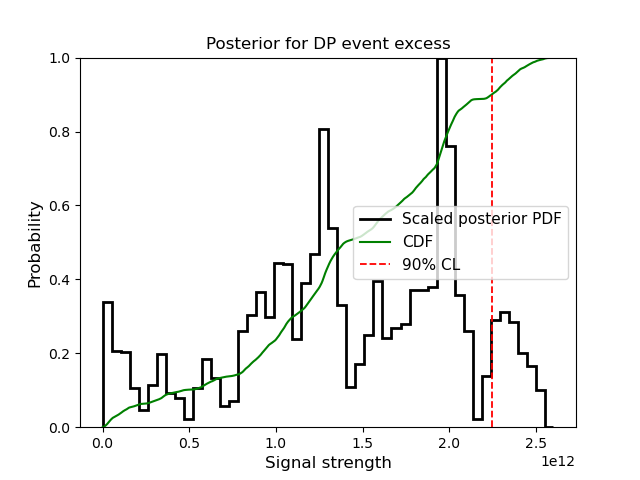 Posterior for DP event excess
1.0
0.8
0.6
0.4
0.2
0.0
Probability
Scaled posterior PDF
CDF
90% CL
0.0 0.5 1.0 1.5 2.0 2.5
1e12
Signal strength